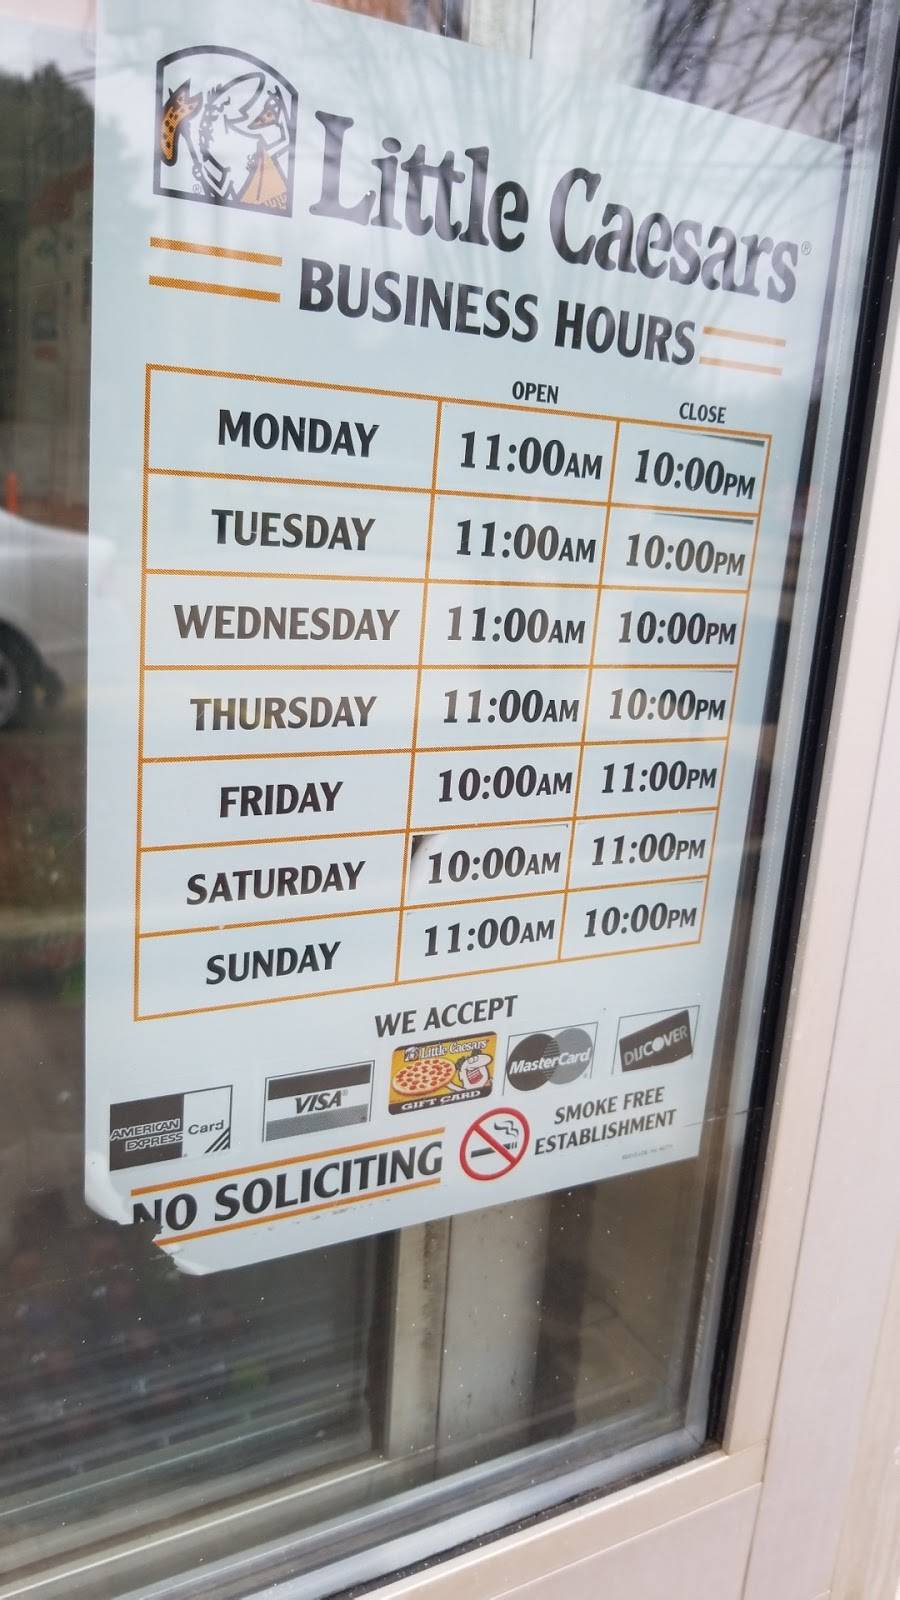 Little Caesars®
BUSINESS HOURS
OPEN CLOSE
MONDAY 11:00AM 10:00PM
TUESDAY 11:00AM 10:00PM
WEDNESDAY 11:00AM 10:00PM
THURSDAY 11:00AM 10:00PM
FRIDAY 10:00AM 11:00PM
SATURDAY 10:00AM 11:00PM
SUNDAY 11:00AM 10:00PM
WE ACCEPT
AMERICAN EXPRESS Card
VISA
Little Caesars
GIFT CARD
MasterCard
DISCOVER
NO SOLICITING
SMOKE FREE
ESTABLISHMENT